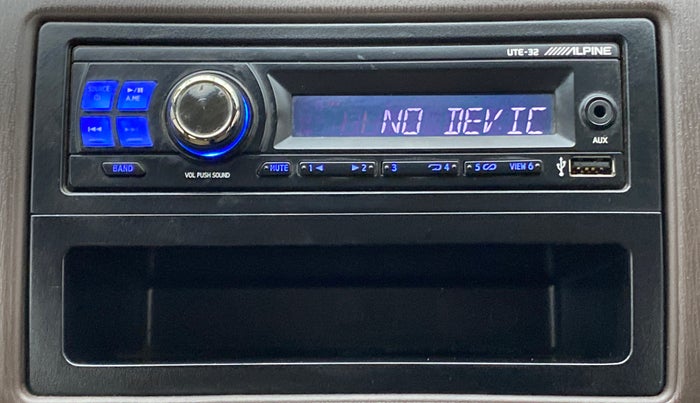 UTE-32 ALPINE
SOURCE
A.ME
NO DEVIC
AUX
BAND
VOL PUSH SOUND
MUTE 1 2 3 4 5 VIEW 6